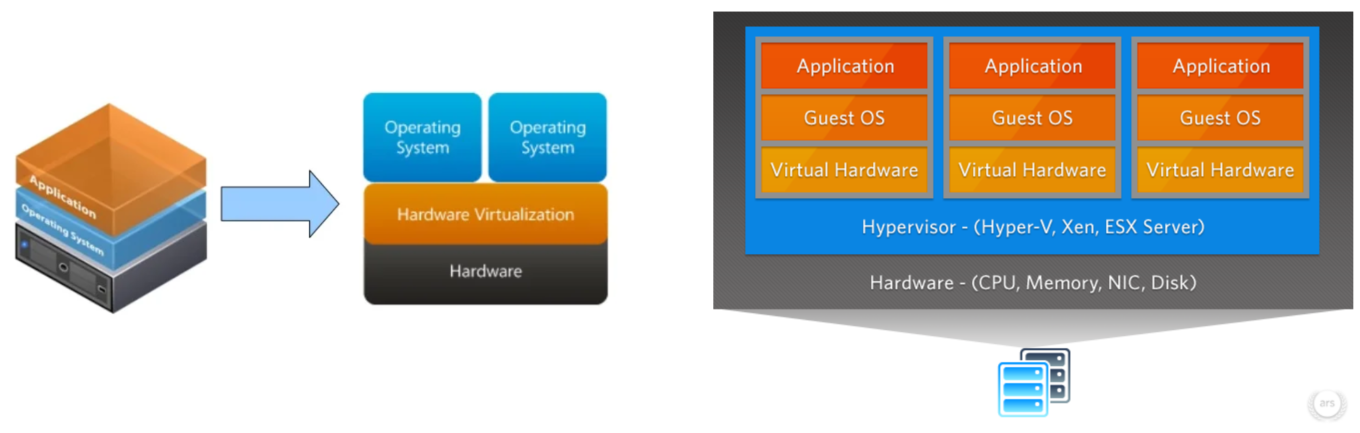 Application
Operating System
Operating
System
Operating
System
Hardware Virtualization
Hardware
Application
Application
Application
Guest OS
Guest OS
Guest OS
Virtual Hardware
Virtual Hardware
Virtual Hardware
Hypervisor - (Hyper-V, Xen, ESX Server)
Hardware - (CPU, Memory, NIC, Disk)
ars